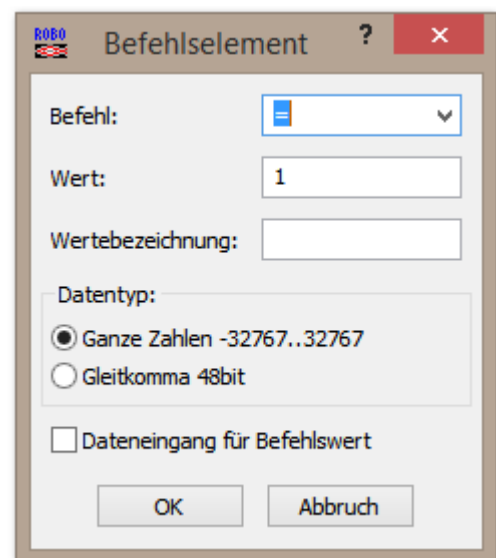 ROBO
Befehlselement ? ×
Befehl: =
Wert: 1
Wertebezeichnung:
Datentyp:
Ganze Zahlen -32767..32767
Gleitkomma 48bit
Dateneingang für Befehlswert
OK Abbruch